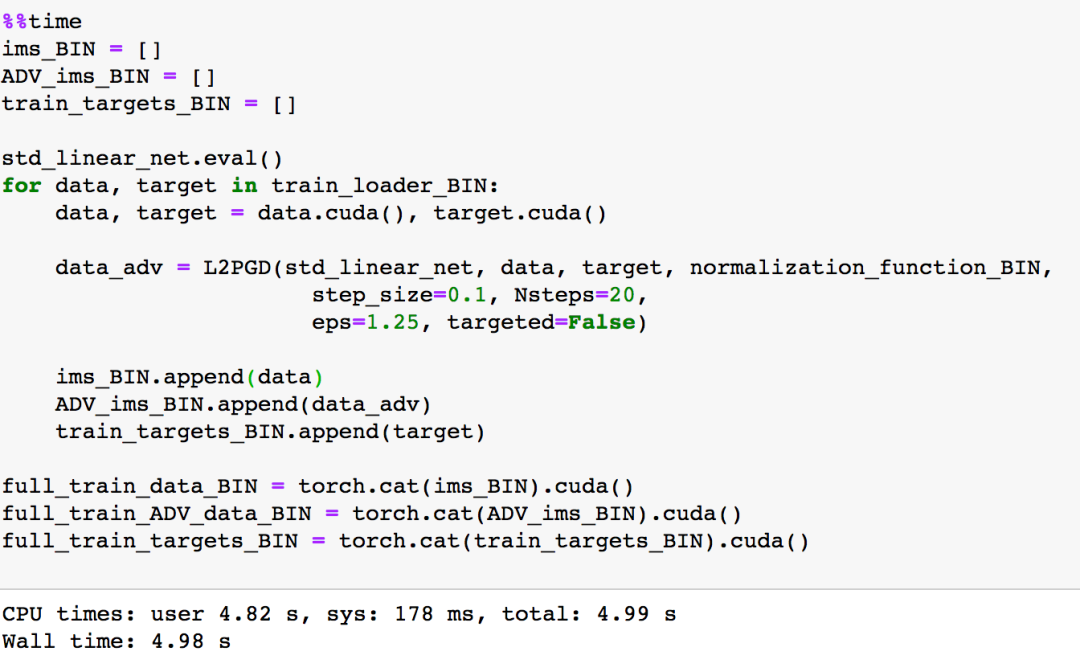 %%time
ims_BIN = []
ADV_ims_BIN = []
train_targets_BIN = []

std_linear_net.eval()
for data, target in train_loader_BIN:
    data, target = data.cuda(), target.cuda()

    data_adv = L2PGD(std_linear_net, data, target, normalization_function_BIN,
                       step_size=0.1, Nsteps=20,
                       eps=1.25, targeted=False)

    ims_BIN.append(data)
    ADV_ims_BIN.append(data_adv)
    train_targets_BIN.append(target)

full_train_data_BIN = torch.cat(ims_BIN).cuda()
full_train_ADV_data_BIN = torch.cat(ADV_ims_BIN).cuda()
full_train_targets_BIN = torch.cat(train_targets_BIN).cuda()

CPU times: user 4.82 s, sys: 178 ms, total: 4.99 s
Wall time: 4.98 s